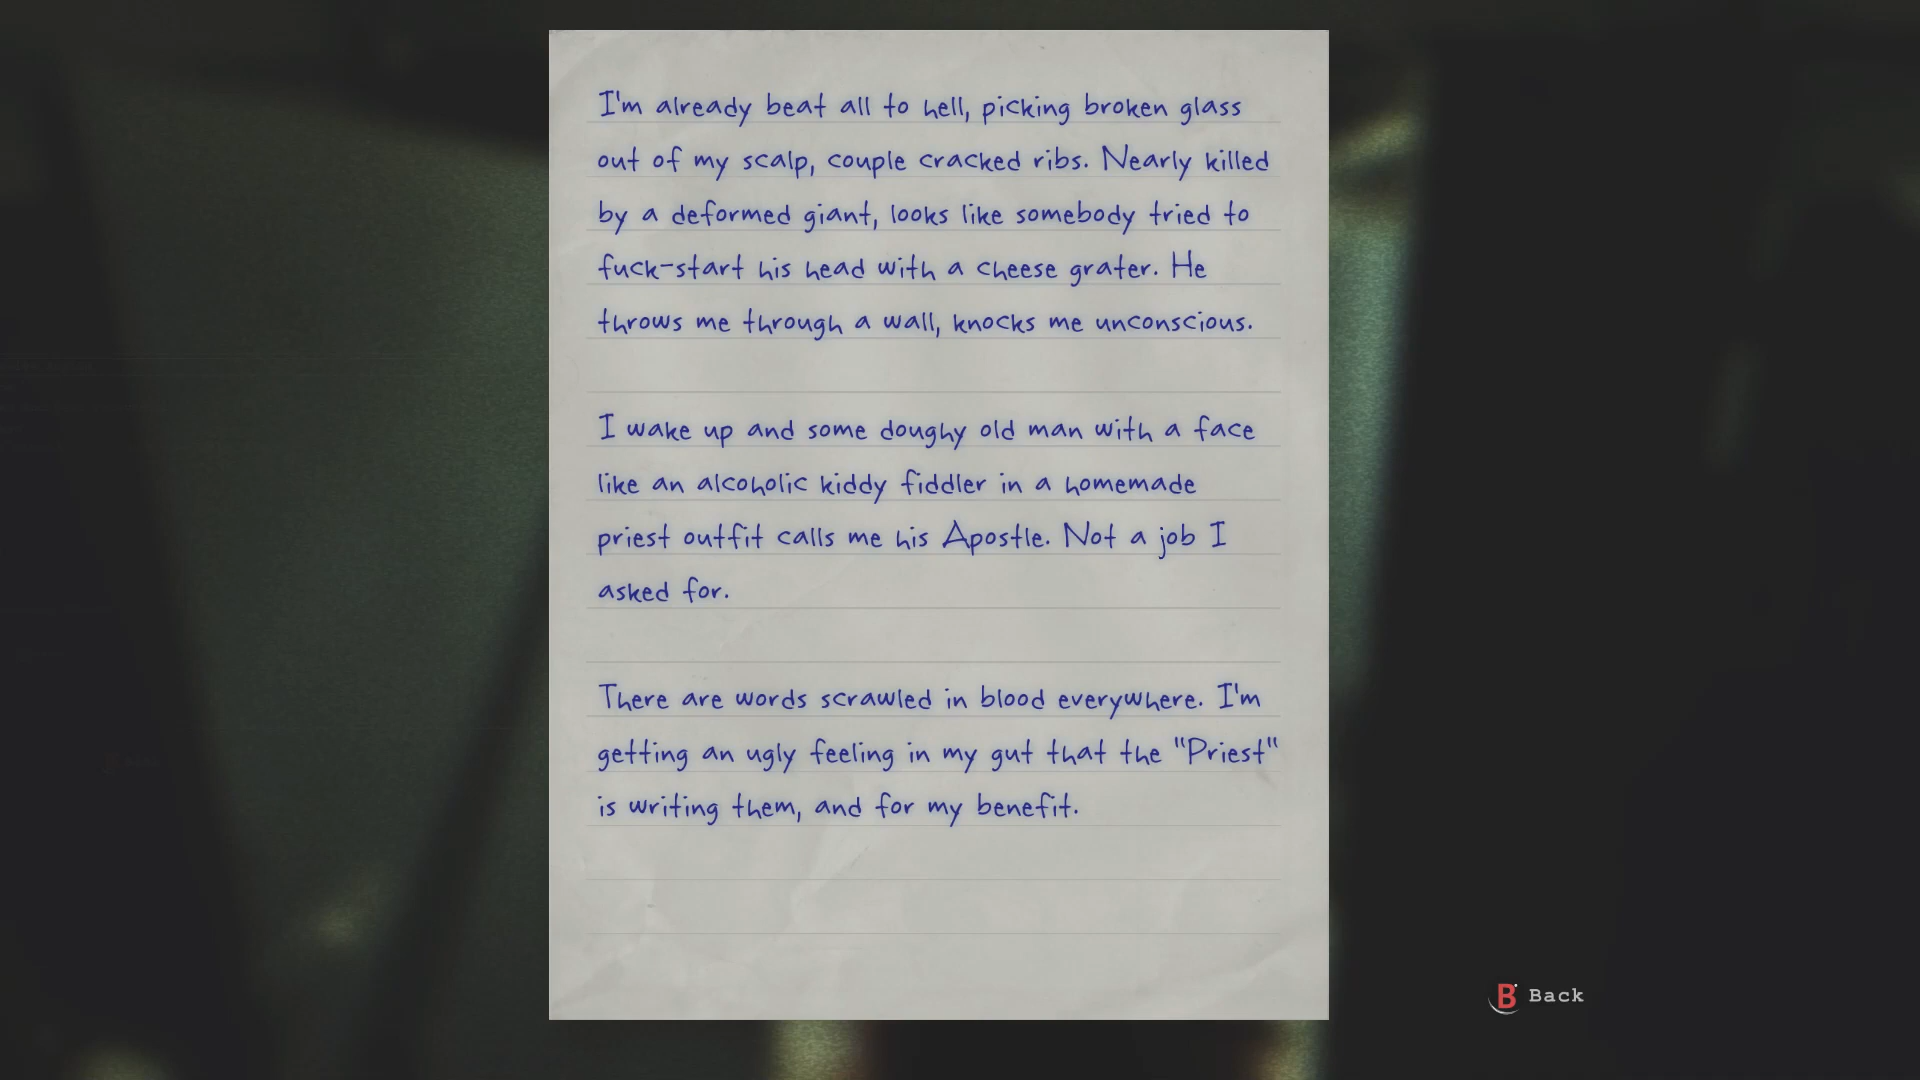 I'm already beat all to hell, picking broken glass
out of my scalp, couple cracked ribs. Nearly killed
by a deformed giant, looks like somebody tried to
fuck-start his head with a cheese grater. He
throws me through a wall, knocks me unconscious.
I wake up and some doughy old man with a face
like an alcoholic kiddy fiddler in a homemade
priest outfit calls me his Apostle. Not a job I
asked for.
There are words scrawled in blood everywhere. I'm
getting an ugly feeling in my gut that the "Priest"
is writing them, and for my benefit.
B Back